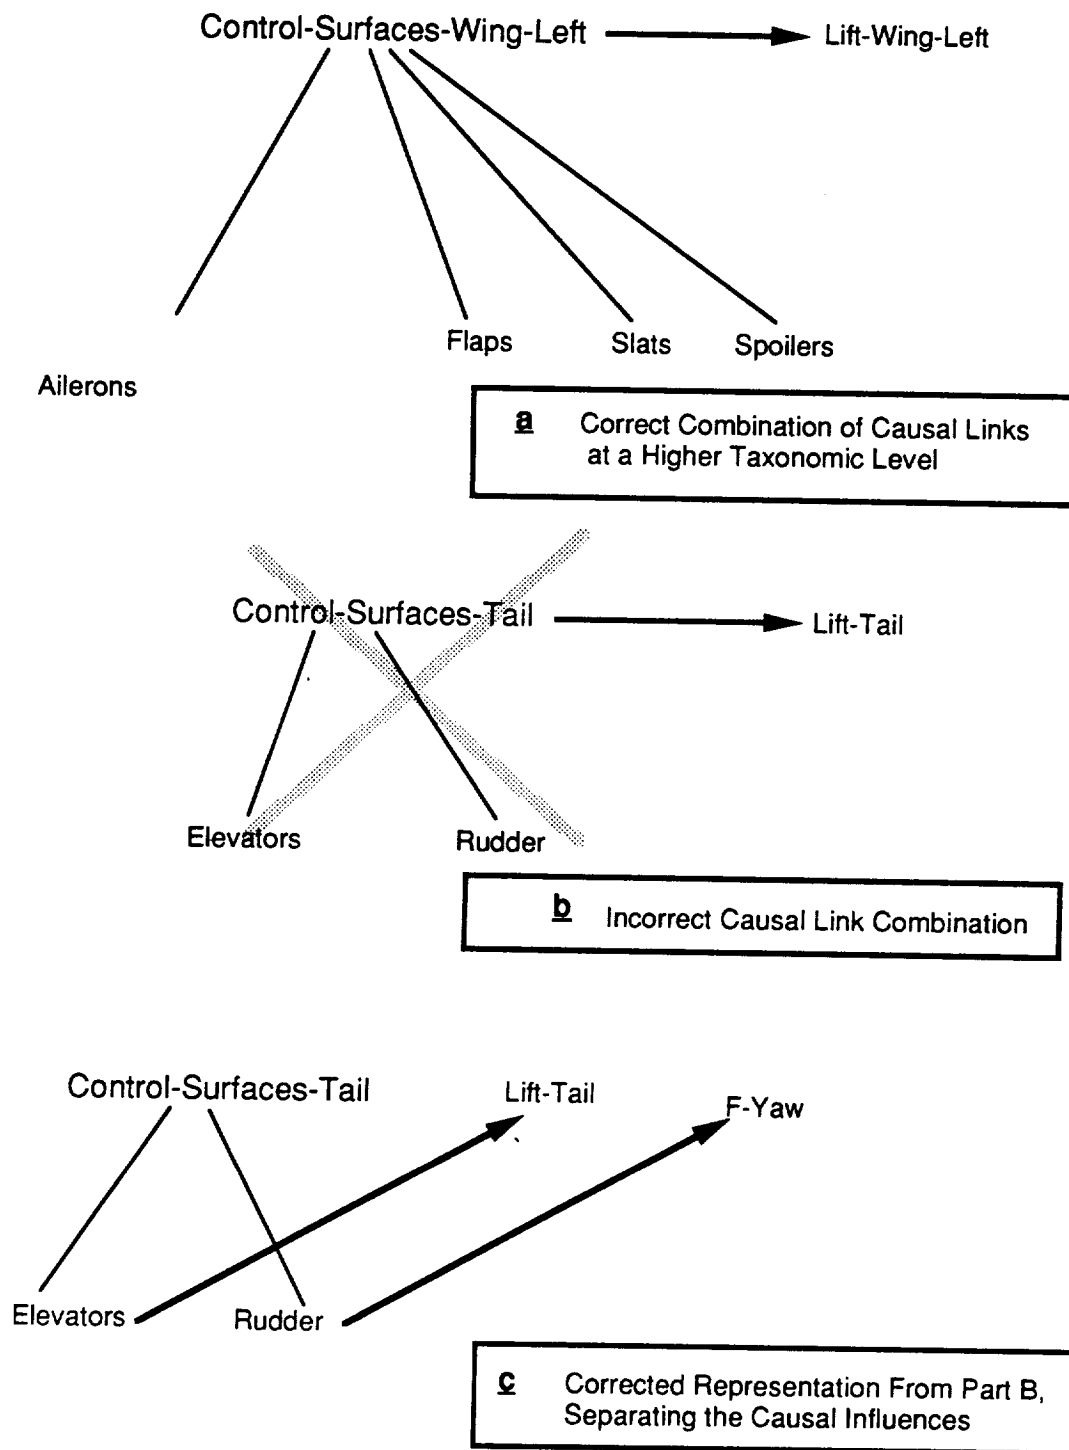 Control-Surfaces-Wing-Left
Lift-Wing-Left
Flaps
Slats
Spoilers
Ailerons
a Correct Combination of Causal Links
at a Higher Taxonomic Level
Control-Surfaces-Tail
Lift-Tail
Elevators
Rudder
b Incorrect Causal Link Combination
Control-Surfaces-Tail
Lift-Tail
F-Yaw
Elevators
Rudder
c Corrected Representation From Part B,
Separating the Causal Influences